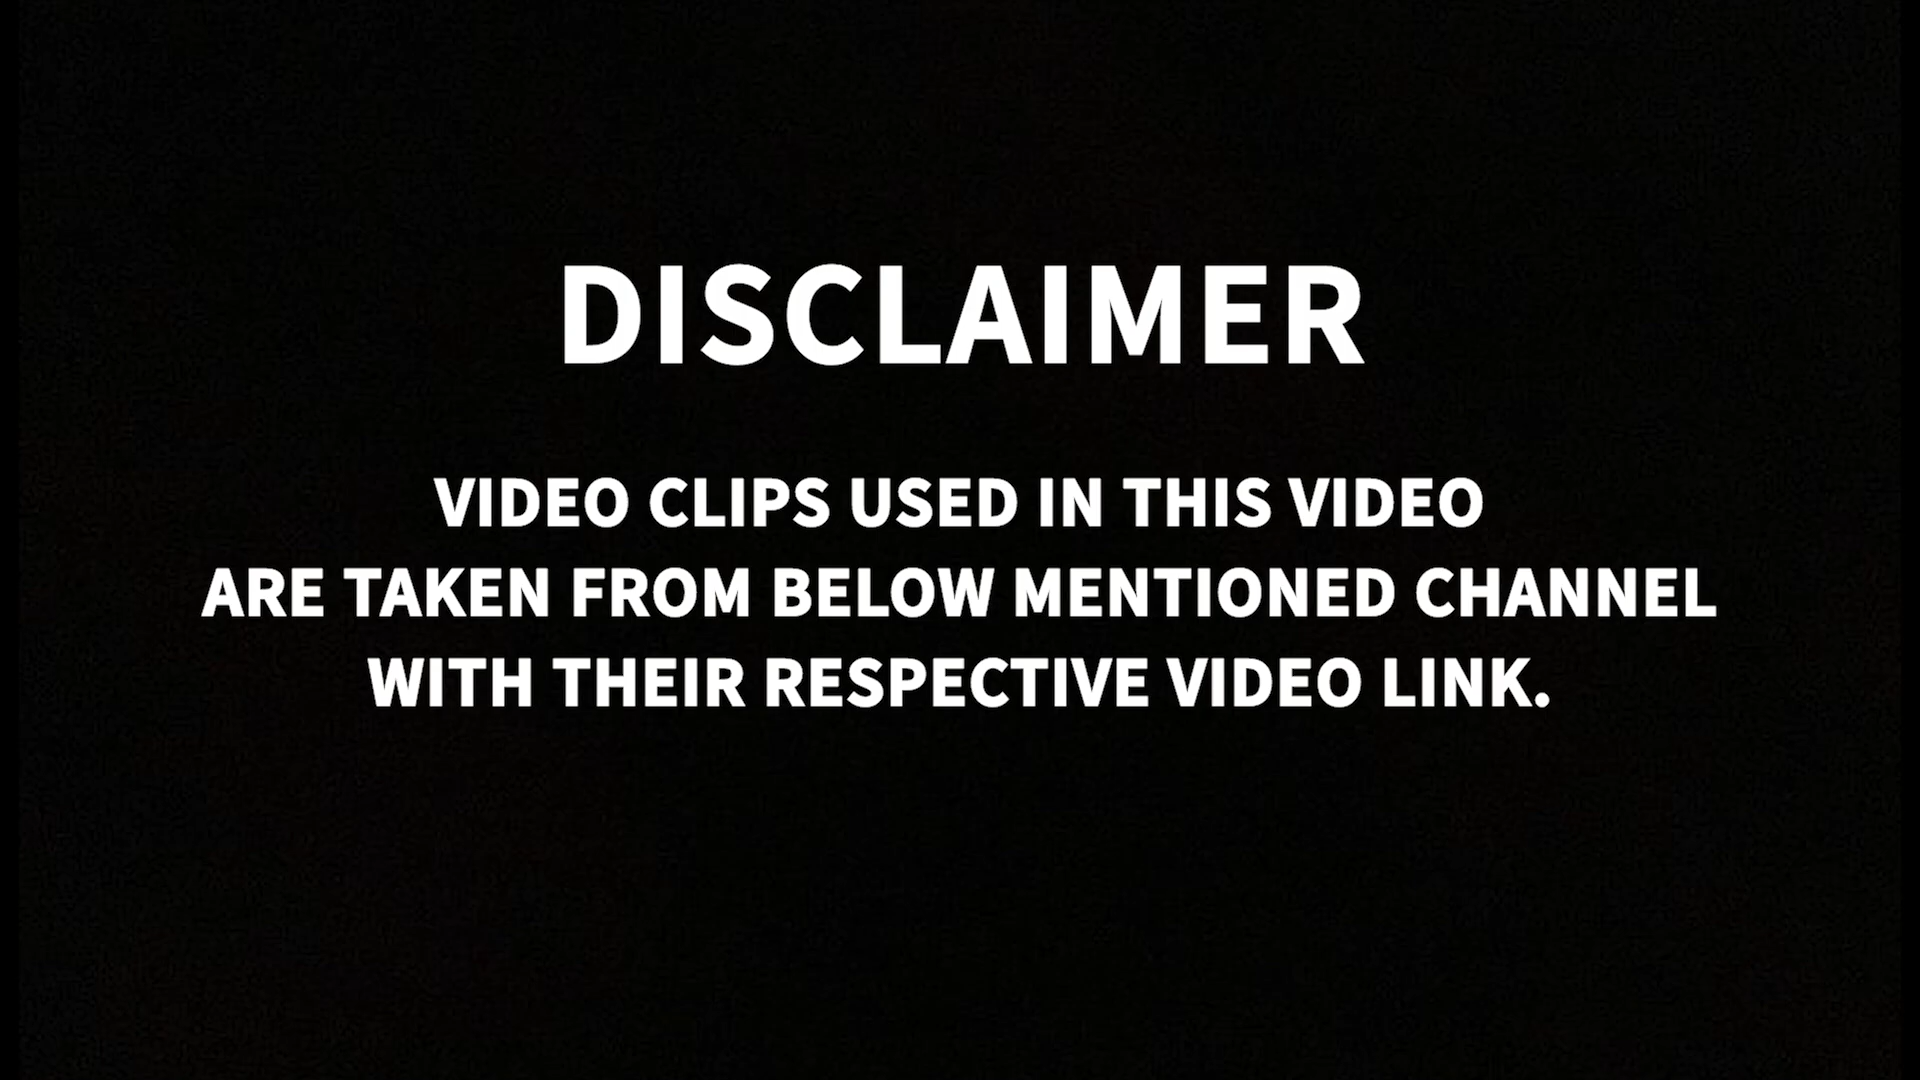 DISCLAIMER
VIDEO CLIPS USED IN THIS VIDEO
ARE TAKEN FROM BELOW MENTIONED CHANNEL
WITH THEIR RESPECTIVE VIDEO LINK.